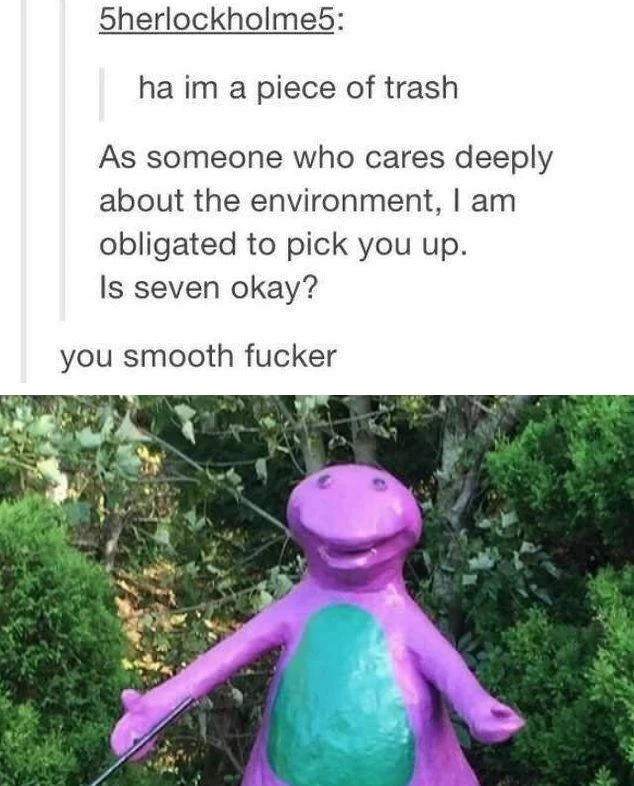 5herlockholme5:
ha im a piece of trash
As someone who cares deeply
about the environment, I am
obligated to pick you up.
Is seven okay?
you smooth fucker